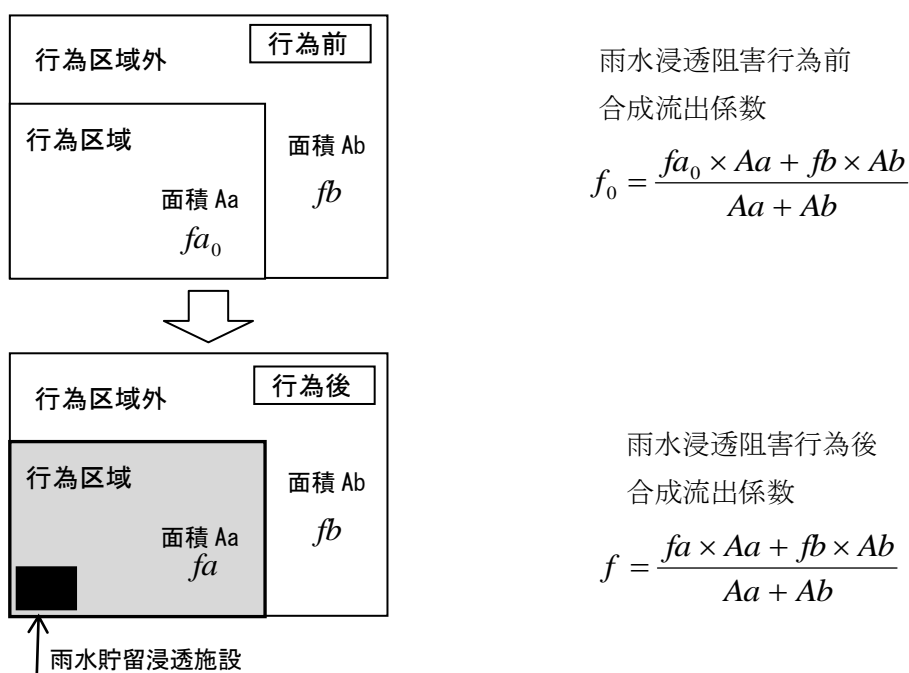 行為区域外
行為前
行為区域
面積 Ab
fb
面積 Aa
fa₀
雨水浸透阻害行為前
合成流出係数
f₀ = (fa₀ × Aa + fb × Ab) / (Aa + Ab)
行為区域外
行為後
行為区域
面積 Ab
fb
面積 Aa
fa
雨水貯留浸透施設
雨水浸透阻害行為後
合成流出係数
f = (fa × Aa + fb × Ab) / (Aa + Ab)